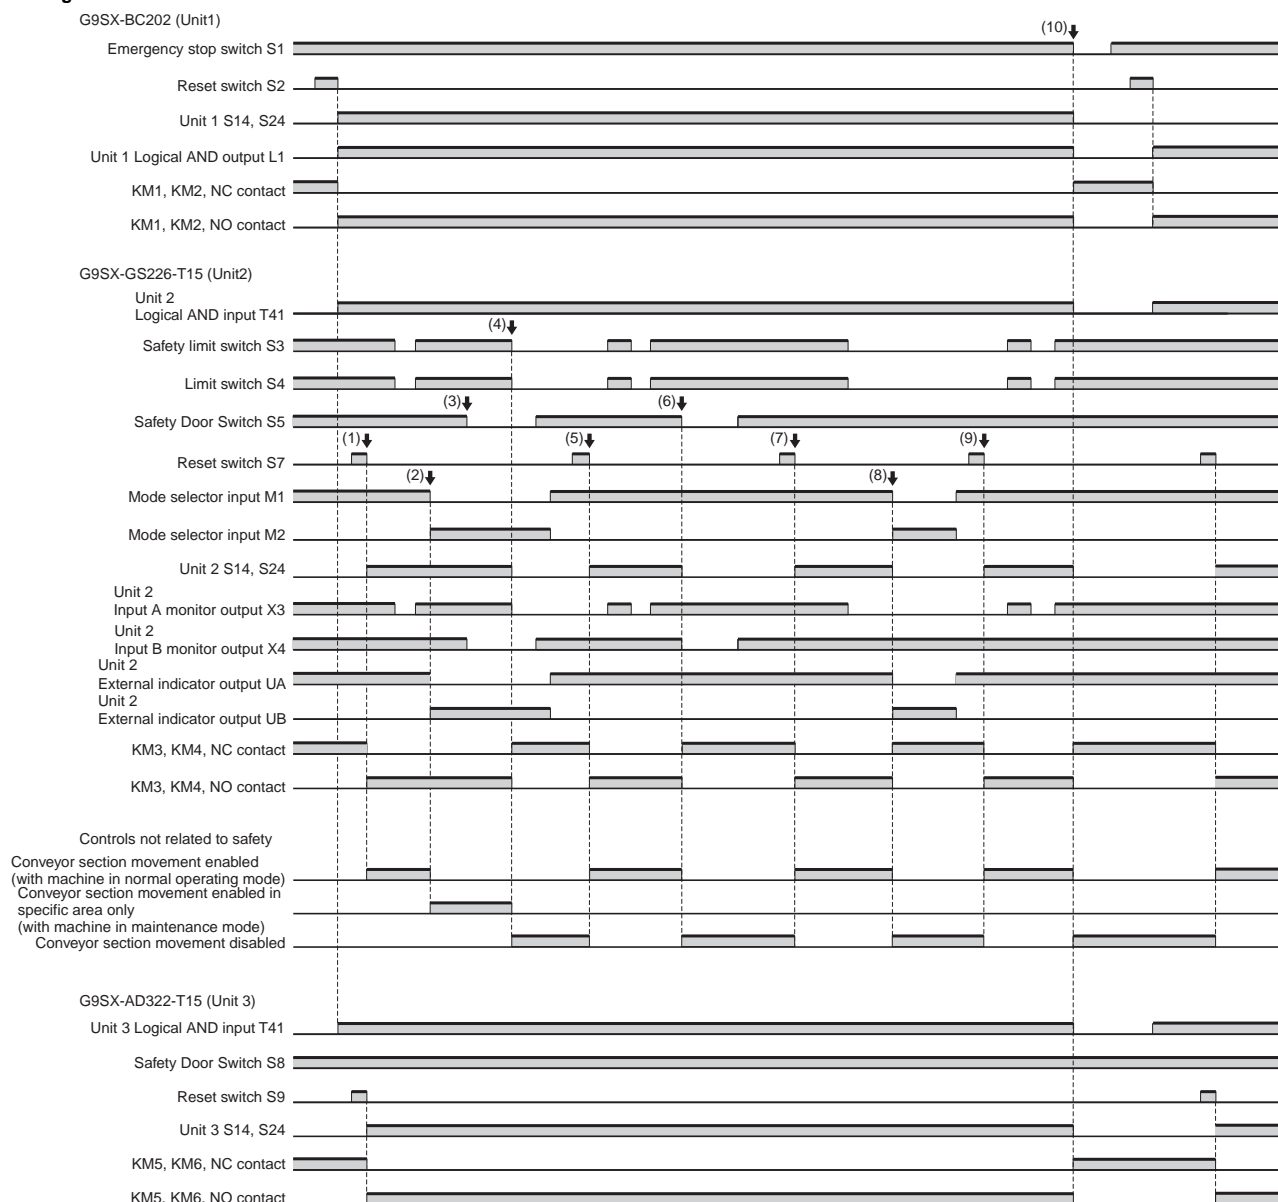 G9SX-BC202 (Unit1)
(10)
Emergency stop switch S1
Reset switch S2
Unit 1 S14, S24
Unit 1 Logical AND output L1
KM1, KM2, NC contact
KM1, KM2, NO contact
G9SX-GS226-T15 (Unit2)
Unit 2
Logical AND input T41
(4)
Safety limit switch S3
Limit switch S4
(3)
(6)
Safety Door Switch S5
(1)
(5)
(7)
(9)
Reset switch S7
(2)
(8)
Mode selector input M1
Mode selector input M2
Unit 2 S14, S24
Unit 2
Input A monitor output X3
Unit 2
Input B monitor output X4
Unit 2
External indicator output UA
Unit 2
External indicator output UB
KM3, KM4, NC contact
KM3, KM4, NO contact
Controls not related to safety
Conveyor section movement enabled
(with machine in normal operating mode)
Conveyor section movement enabled in
specific area only
(with machine in maintenance mode)
Conveyor section movement disabled
G9SX-AD322-T15 (Unit 3)
Unit 3 Logical AND input T41
Safety Door Switch S8
Reset switch S9
Unit 3 S14, S24
KM5, KM6, NC contact
KM5, KM6, NO contact